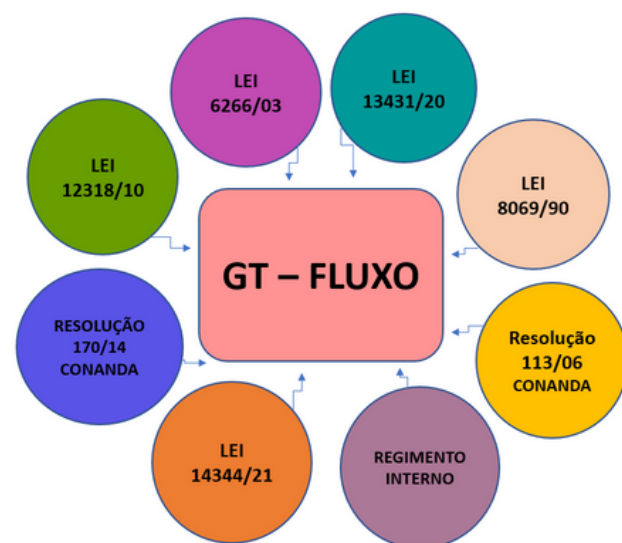 LEI
6266/03
LEI
13431/20
LEI
12318/10
LEI
8069/90
GT – FLUXO
RESOLUÇÃO
170/14
CONANDA
Resolução
113/06
CONANDA
LEI
14344/21
REGIMENTO
INTERNO